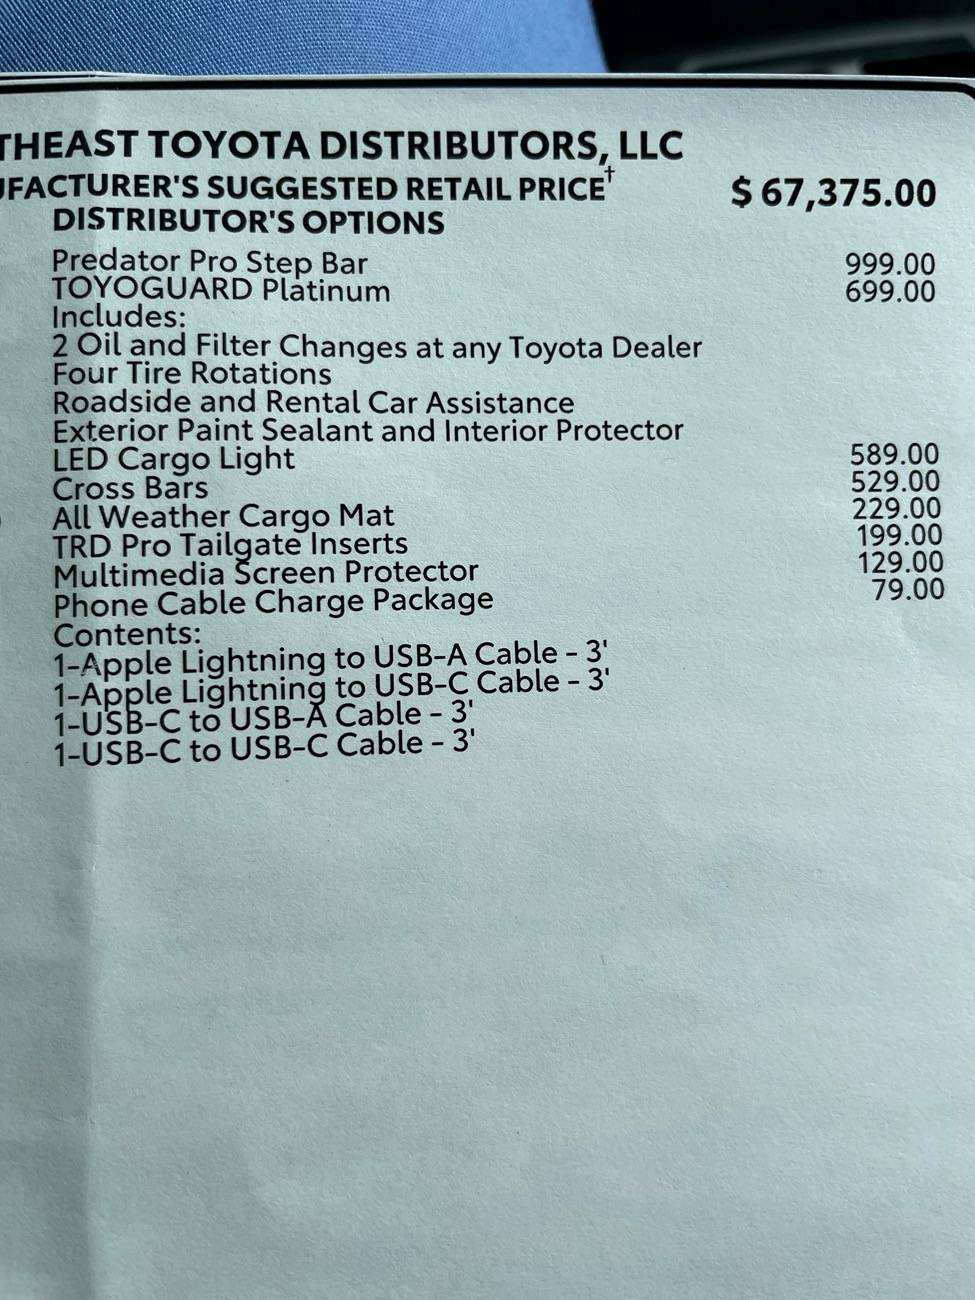 THEAST TOYOTA DISTRIBUTORS, LLC
UFACTURER'S SUGGESTED RETAIL PRICE† $ 67,375.00
DISTRIBUTOR'S OPTIONS
Predator Pro Step Bar 999.00
TOYOGUARD Platinum 699.00
Includes:
2 Oil and Filter Changes at any Toyota Dealer
Four Tire Rotations
Roadside and Rental Car Assistance
Exterior Paint Sealant and Interior Protector
LED Cargo Light 589.00
Cross Bars 529.00
All Weather Cargo Mat 229.00
TRD Pro Tailgate Inserts 199.00
Multimedia Screen Protector 129.00
Phone Cable Charge Package 79.00
Contents:
1-Apple Lightning to USB-A Cable - 3'
1-Apple Lightning to USB-C Cable - 3'
1-USB-C to USB-A Cable - 3'
1-USB-C to USB-C Cable - 3'